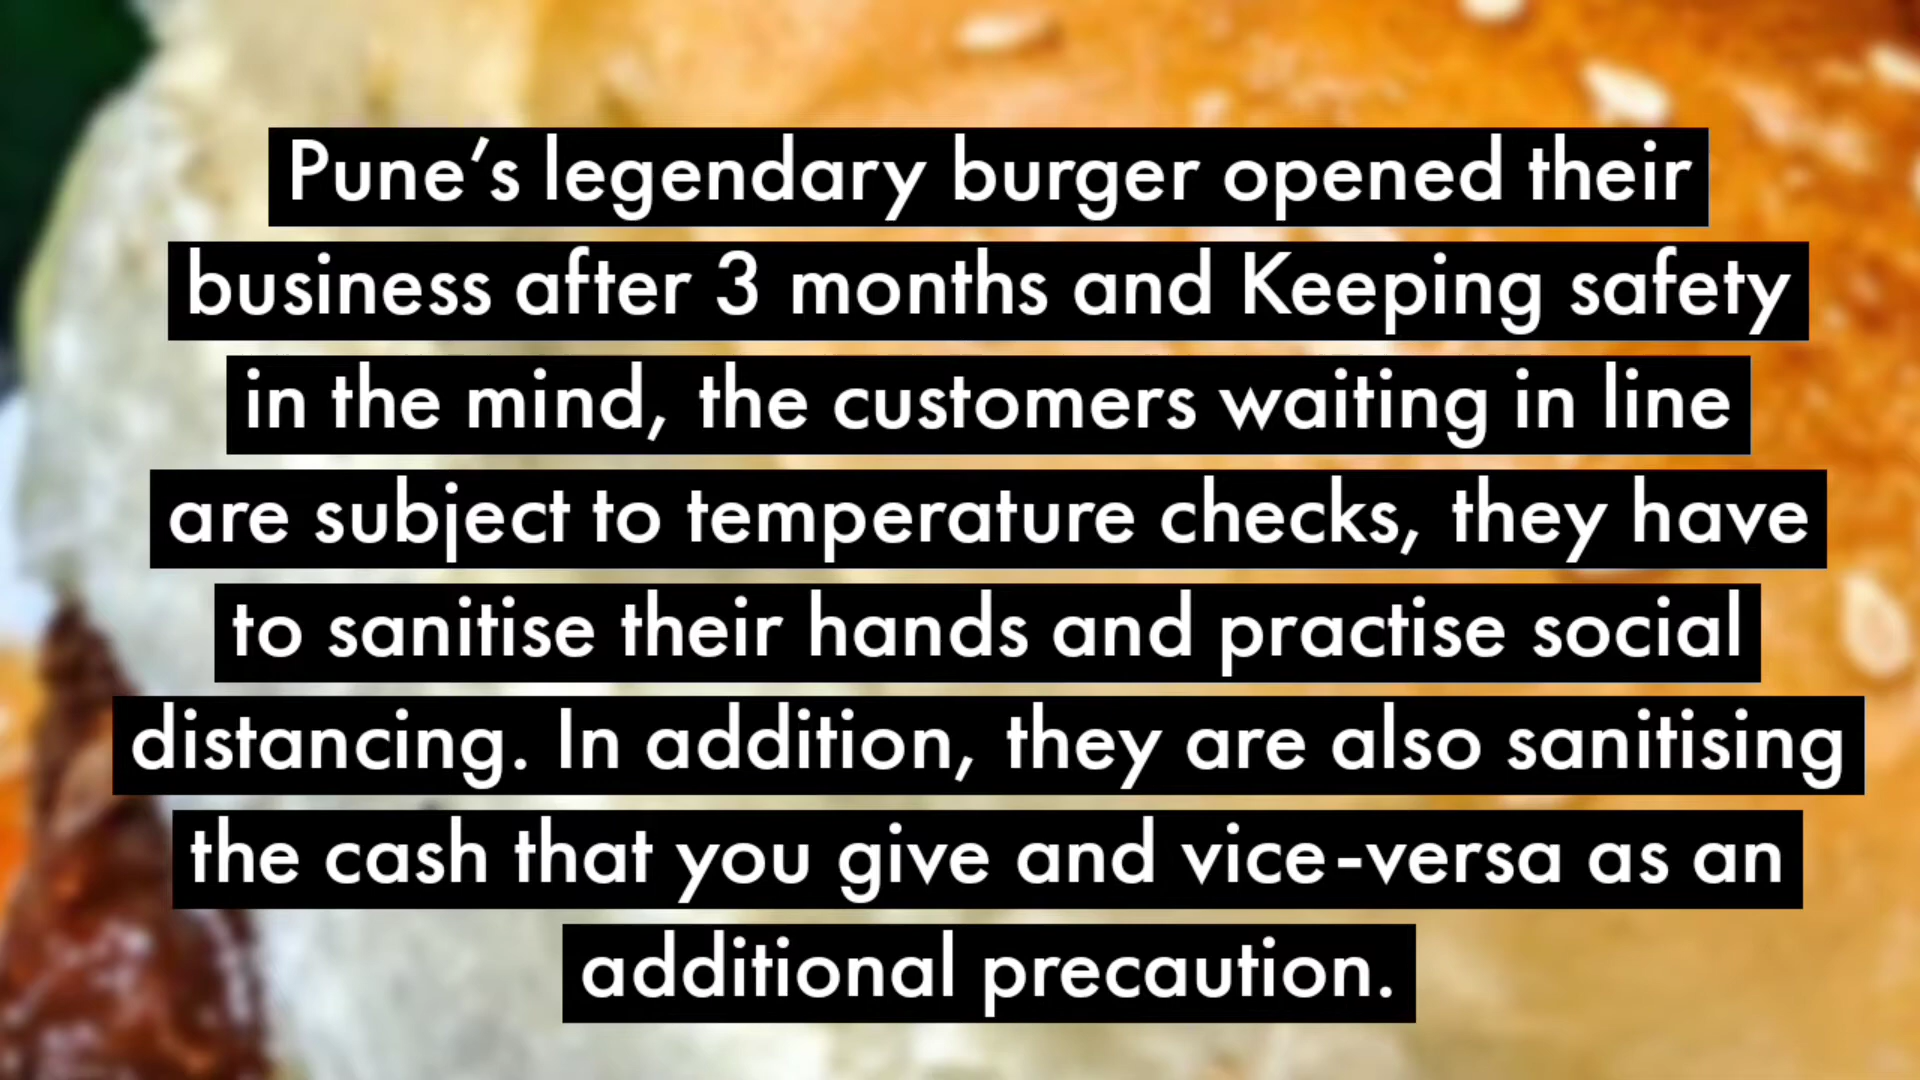 Pune’s legendary burger opened their
business after 3 months and Keeping safety
in the mind, the customers waiting in line
are subject to temperature checks, they have
to sanitise their hands and practise social
distancing. In addition, they are also sanitising
the cash that you give and vice-versa as an
additional precaution.